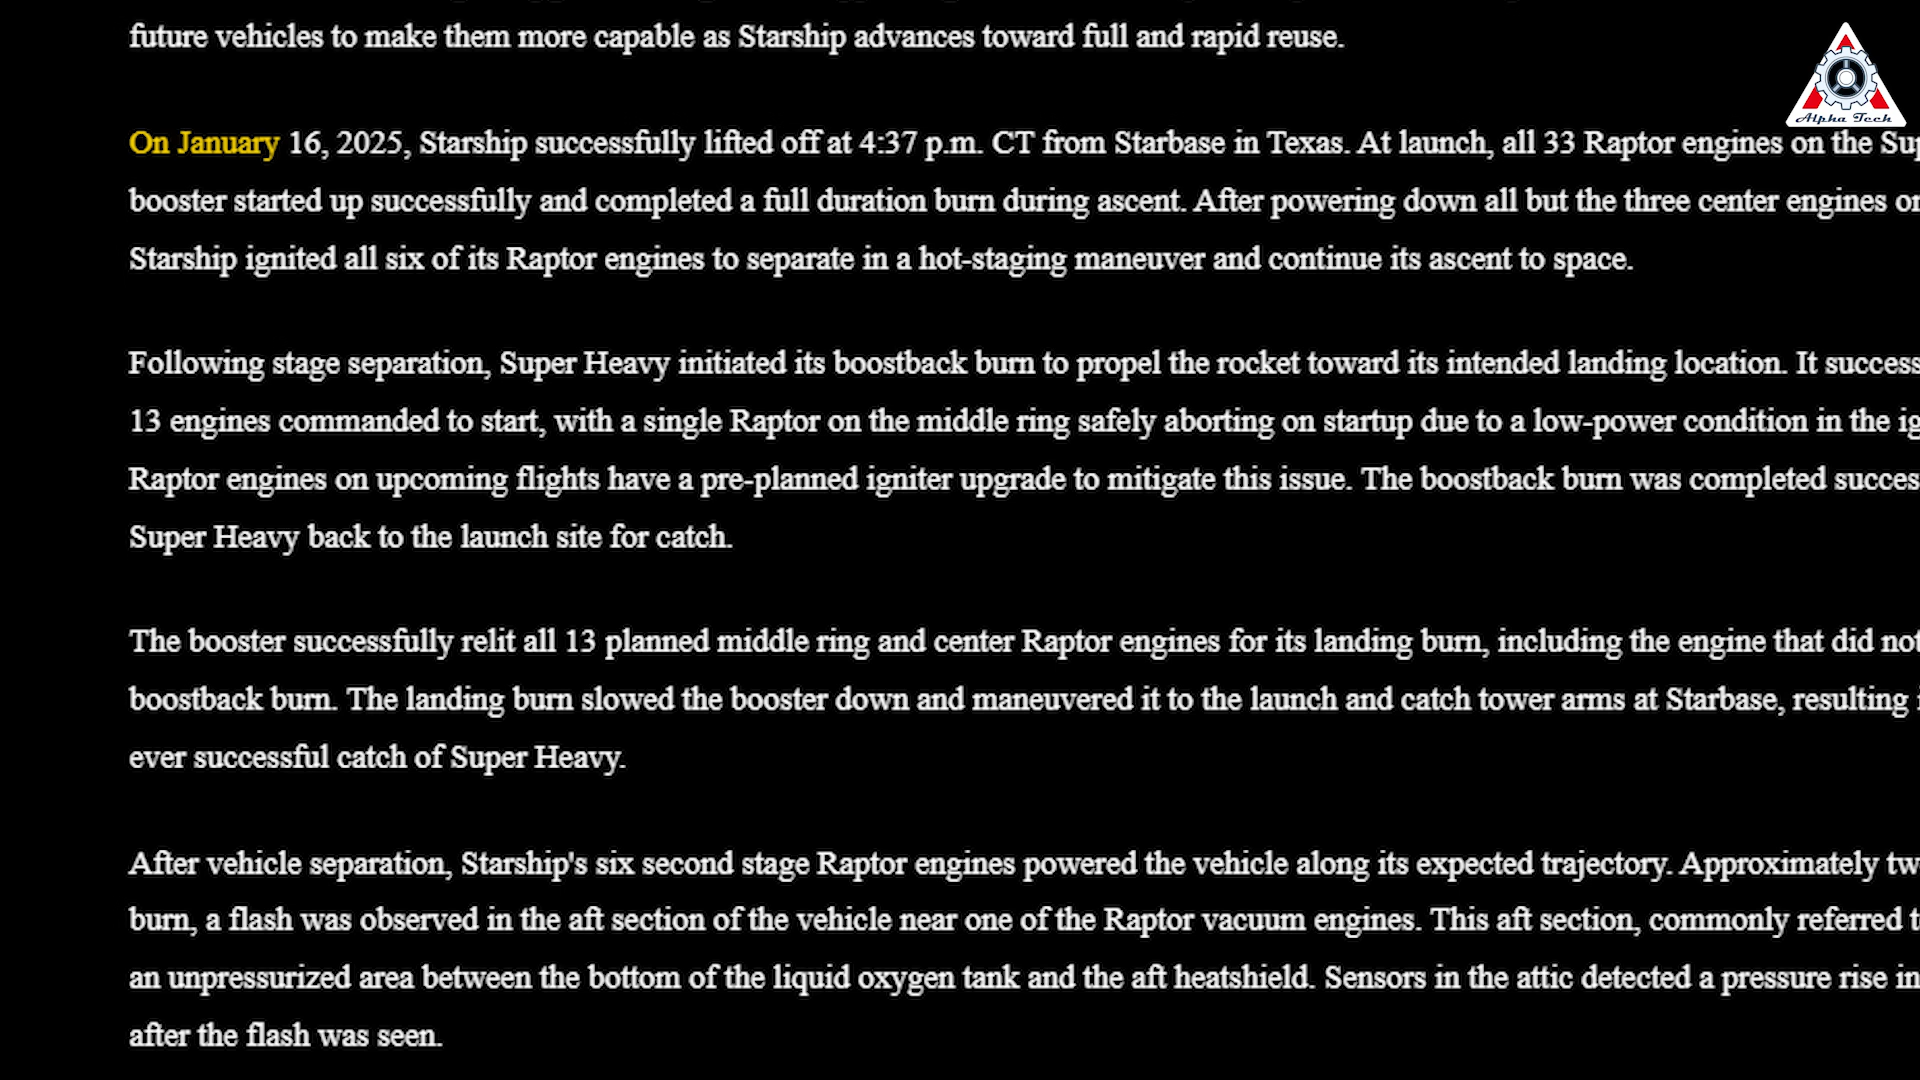 future vehicles to make them more capable as Starship advances toward full and rapid reuse.
Alpha Tech
On January 16, 2025, Starship successfully lifted off at 4:37 p.m. CT from Starbase in Texas. At launch, all 33 Raptor engines on the Sup
booster started up successfully and completed a full duration burn during ascent. After powering down all but the three center engines on
Starship ignited all six of its Raptor engines to separate in a hot-staging maneuver and continue its ascent to space.
Following stage separation, Super Heavy initiated its boostback burn to propel the rocket toward its intended landing location. It success
13 engines commanded to start, with a single Raptor on the middle ring safely aborting on startup due to a low-power condition in the ig
Raptor engines on upcoming flights have a pre-planned igniter upgrade to mitigate this issue. The boostback burn was completed succes
Super Heavy back to the launch site for catch.
The booster successfully relit all 13 planned middle ring and center Raptor engines for its landing burn, including the engine that did not
boostback burn. The landing burn slowed the booster down and maneuvered it to the launch and catch tower arms at Starbase, resulting i
ever successful catch of Super Heavy.
After vehicle separation, Starship's six second stage Raptor engines powered the vehicle along its expected trajectory. Approximately tw
burn, a flash was observed in the aft section of the vehicle near one of the Raptor vacuum engines. This aft section, commonly referred t
an unpressurized area between the bottom of the liquid oxygen tank and the aft heatshield. Sensors in the attic detected a pressure rise in
after the flash was seen.